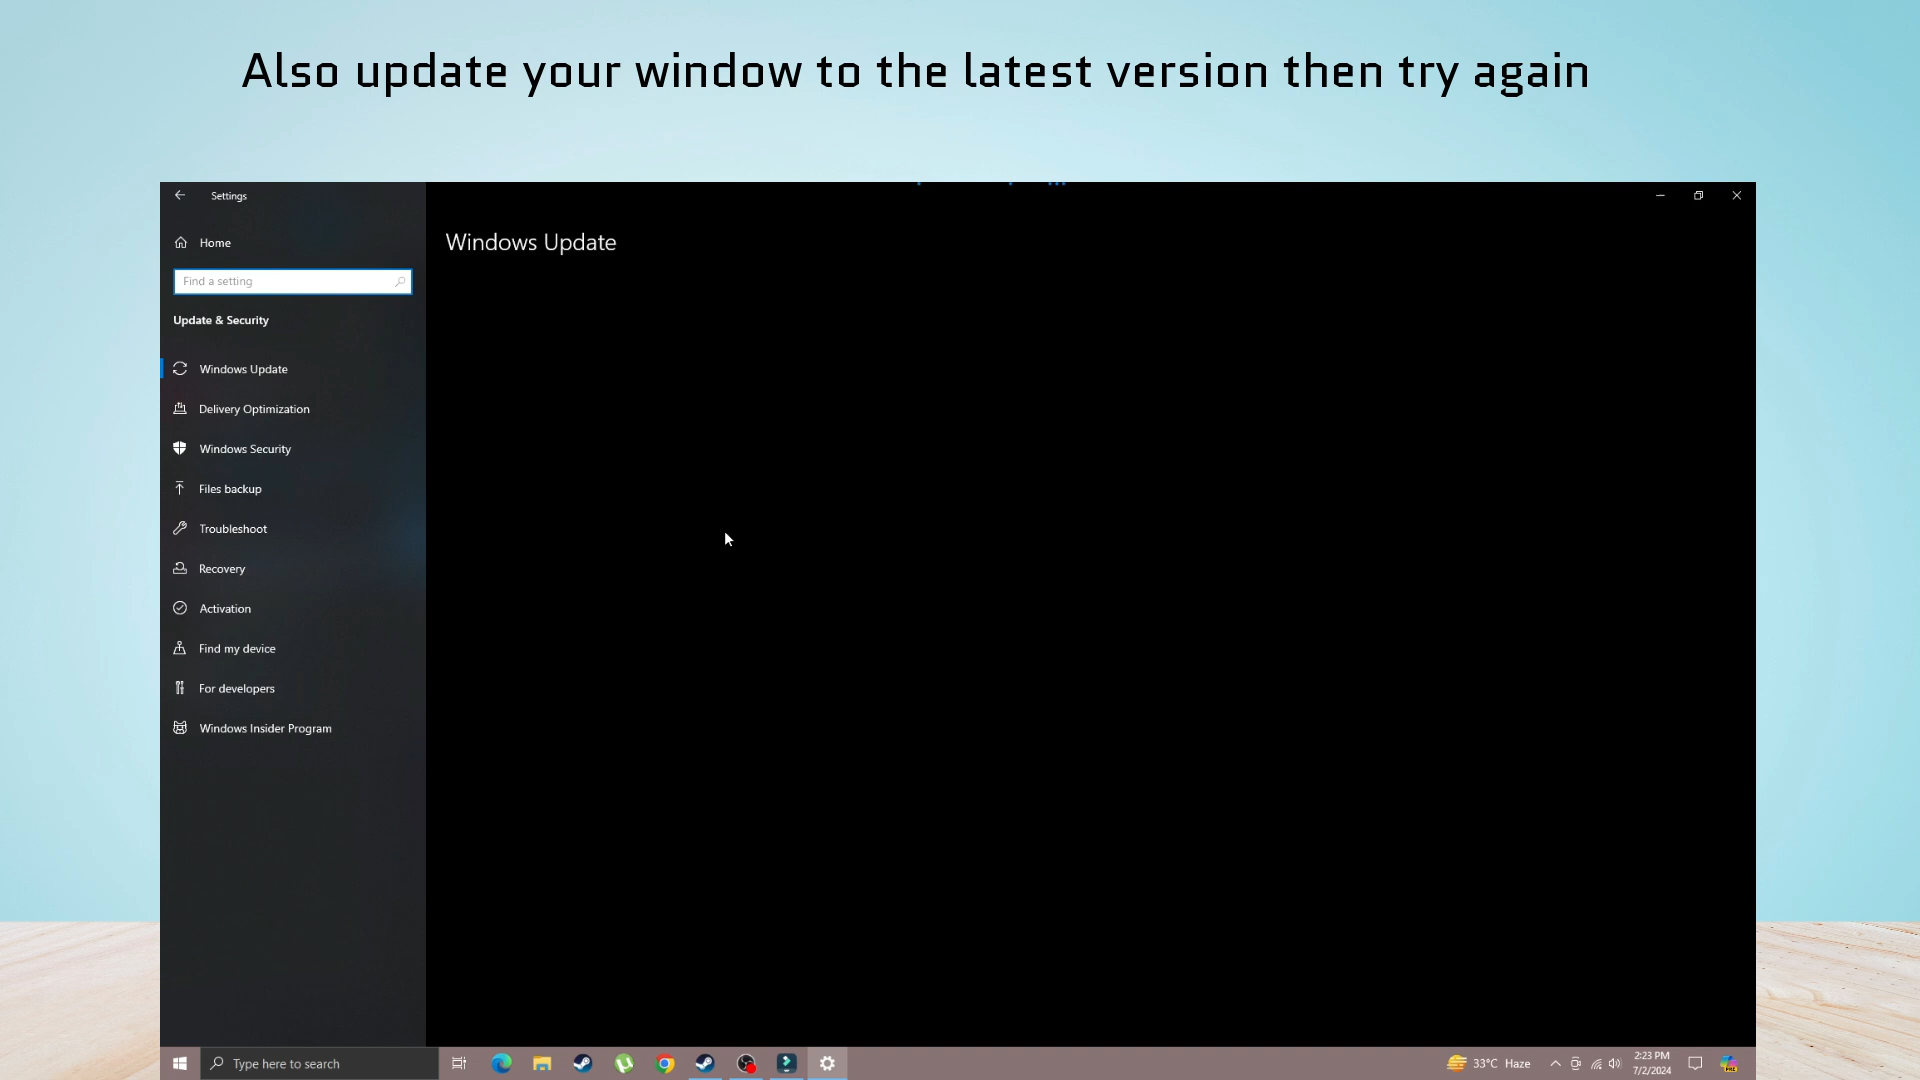 Also update your window to the latest version then try again
Settings
Home
Find a setting
Update & Security
Windows Update
Delivery Optimization
Windows Security
Files backup
Troubleshoot
Recovery
Activation
Find my device
For developers
Windows Insider Program
Windows Update
Type here to search
33°C Haze
2:23 PM
7/2/2024